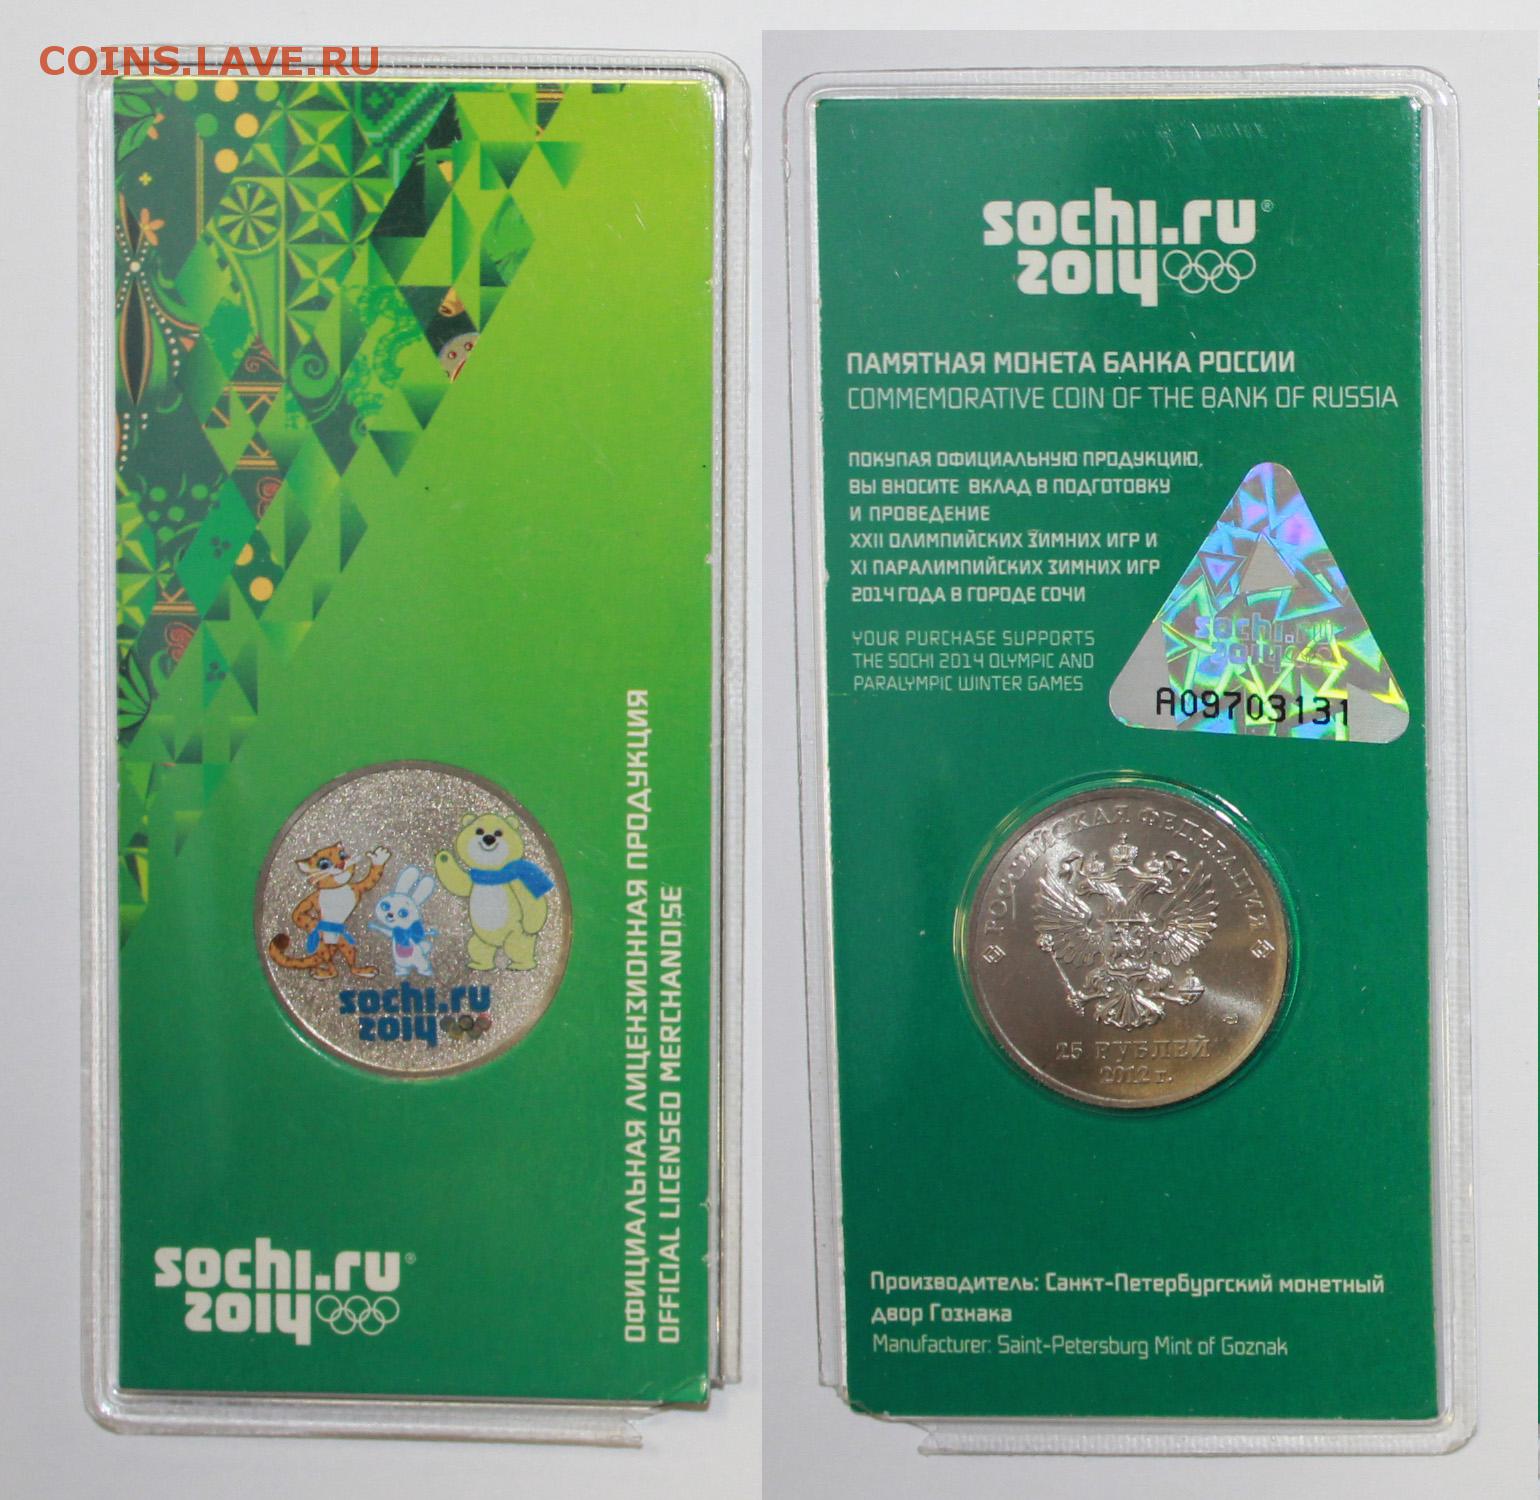 COINS.LAVE.RU
sochi.ru
2014
ОФИЦИАЛЬНАЯ ЛИЦЕНЗИОННАЯ ПРОДУКЦИЯ
OFFICIAL LICENSED MERCHANDISE
sochi.ru®
2014
sochi.ru®
2014
ПАМЯТНАЯ МОНЕТА БАНКА РОССИИ
COMMEMORATIVE COIN OF THE BANK OF RUSSIA
ПОКУПАЯ ОФИЦИАЛЬНУЮ ПРОДУКЦИЮ,
ВЫ ВНОСИТЕ ВКЛАД В ПОДГОТОВКУ
И ПРОВЕДЕНИЕ
XXII ОЛИМПИЙСКИХ ЗИМНИХ ИГР И
XI ПАРАЛИМПИЙСКИХ ЗИМНИХ ИГР
2014 ГОДА В ГОРОДЕ СОЧИ
YOUR PURCHASE SUPPORTS
THE SOCHI 2014 OLYMPIC AND
PARALYMPIC WINTER GAMES
sochi.ru
2014
A09703131
РОССИЙСКАЯ ФЕДЕРАЦИЯ
25 РУБЛЕЙ
2012 г.
Производитель: Санкт-Петербургский монетный
двор Гознака
Manufacturer: Saint-Petersburg Mint of Goznak